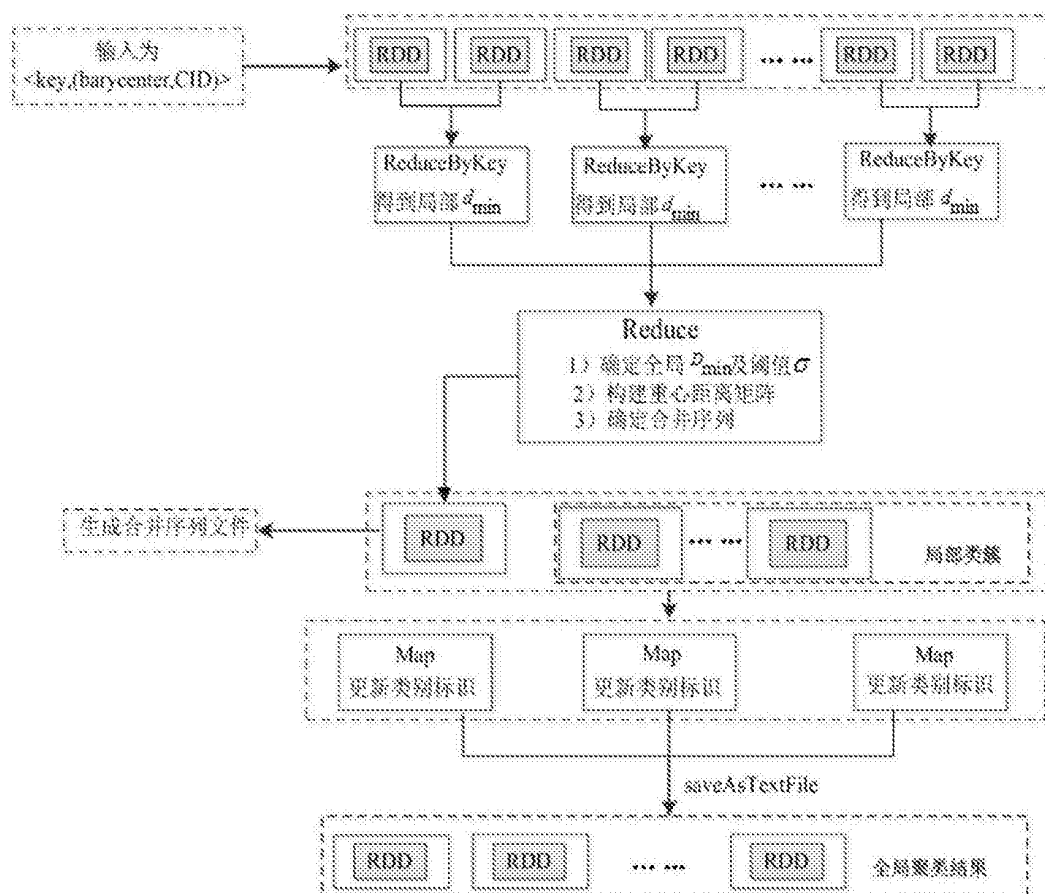 输入为
<key,(barycenter,CID)>
RDD RDD RDD RDD …… RDD RDD
ReduceByKey
得到局部 dmin
ReduceByKey
得到局部 dmin
……
ReduceByKey
得到局部 dmin
Reduce
1）确定全局 Dmin及阈值 σ
2）构建重心距离矩阵
3）确定合并序列
生成合并序列文件
RDD RDD …… RDD 局部类簇
Map
更新类别标识
Map
更新类别标识
Map
更新类别标识
saveAsTextFile
RDD RDD …… RDD 全局聚类结果